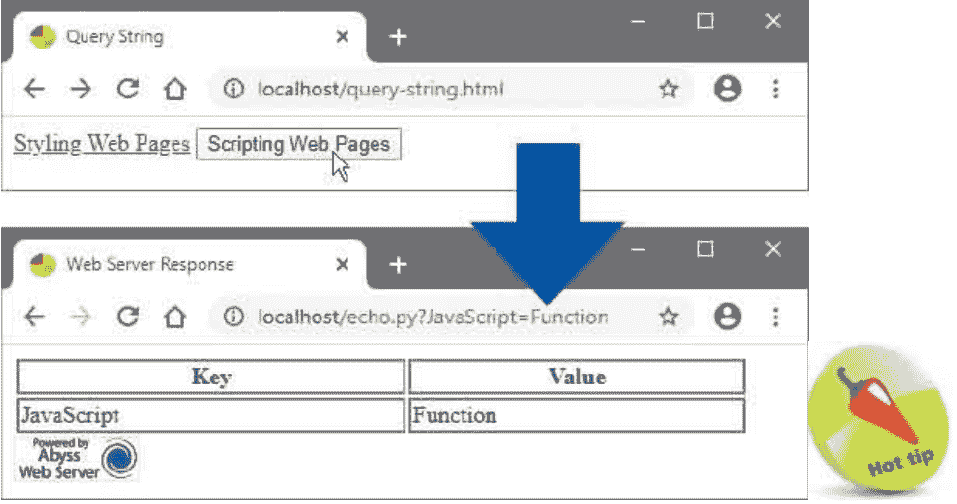 Query String
localhost/query-string.html
Styling Web Pages Scripting Web Pages
Web Server Response
localhost/echo.py?JavaScript=Function
Key Value
JavaScript Function
Powered by
Abyss
Web Server
Hot tip